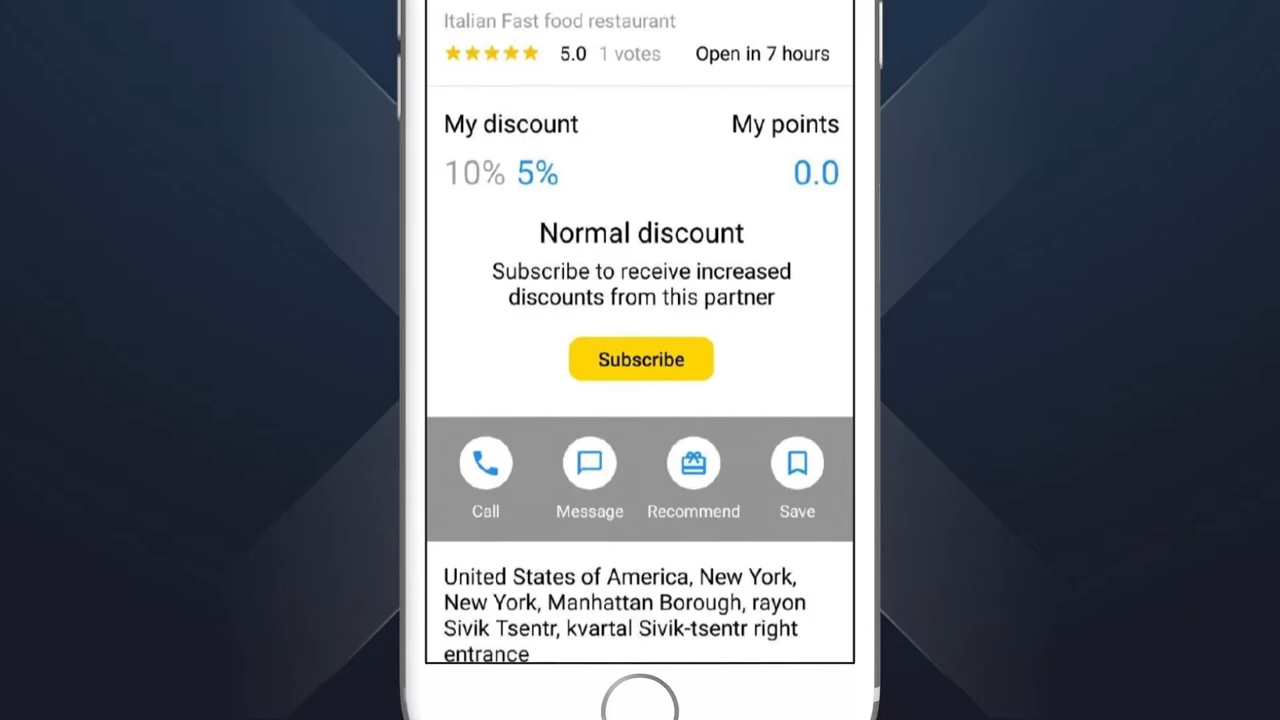 Italian Fast food restaurant
5.0 1 votes Open in 7 hours
My discount My points
10% 5% 0.0
Normal discount
Subscribe to receive increased
discounts from this partner
Subscribe
Call Message Recommend Save
United States of America, New York,
New York, Manhattan Borough, rayon
Sivik Tsentr, kvartal Sivik-tsentr right
entrance